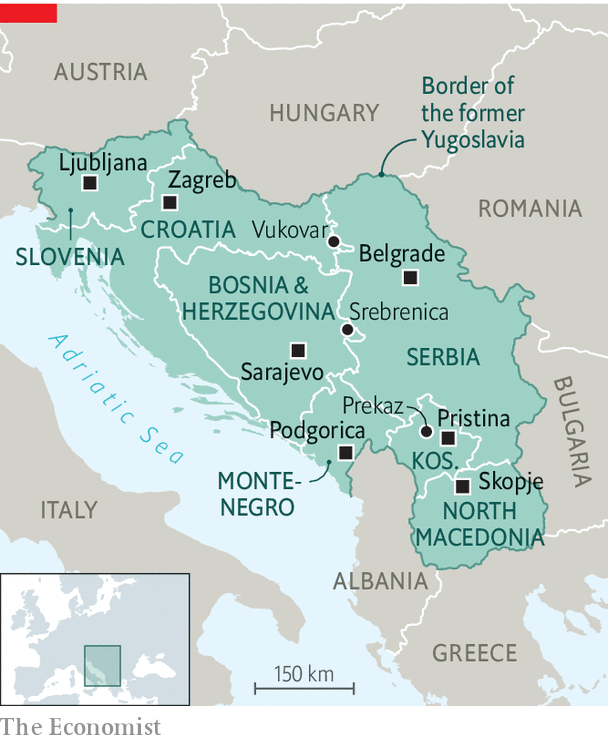 AUSTRIA
HUNGARY
Border of
the former
Yugoslavia
ROMANIA
Ljubljana
Zagreb
CROATIA
SLOVENIA
Vukovar
Belgrade
BOSNIA &
HERZEGOVINA
Srebrenica
SERBIA
Sarajevo
Adriatic Sea
Prekaz
Pristina
BULGARIA
Podgorica
KOS.
MONTE-
NEGRO
Skopje
NORTH
MACEDONIA
ITALY
ALBANIA
GREECE
150 km
The Economist